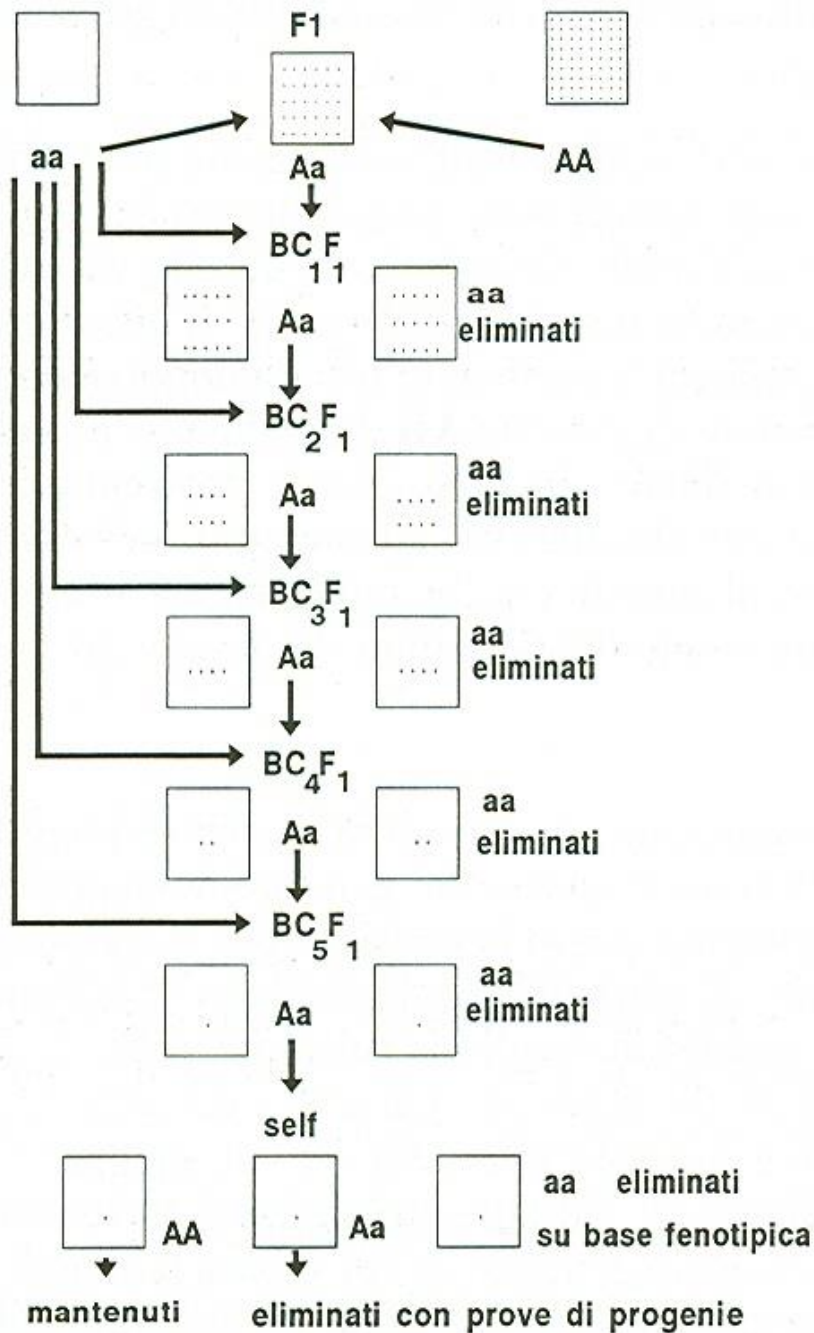 F1
aa
Aa
AA
BC1F1
Aa
aa
eliminati
BC2F1
Aa
aa
eliminati
BC3F1
Aa
aa
eliminati
BC4F1
Aa
aa
eliminati
BC5F1
Aa
aa
eliminati
self
AA
Aa
aa eliminati
su base fenotipica
mantenuti
eliminati con prove di progenie